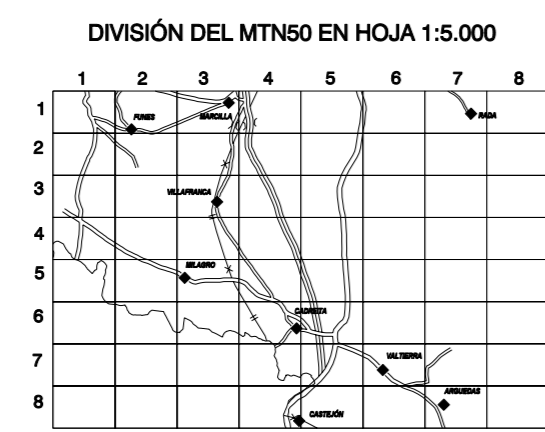 DIVISIÓN DEL MTN50 EN HOJA 1:5.000
1 2 3 4 5 6 7 8
1
FUNES
MARCILLA
RADA
2
3
VILLAFRANCA
4
5
MILAGRO
6
CADREITA
7
VALTIERRA
8
ARGUEDAS
CASTEJÓN